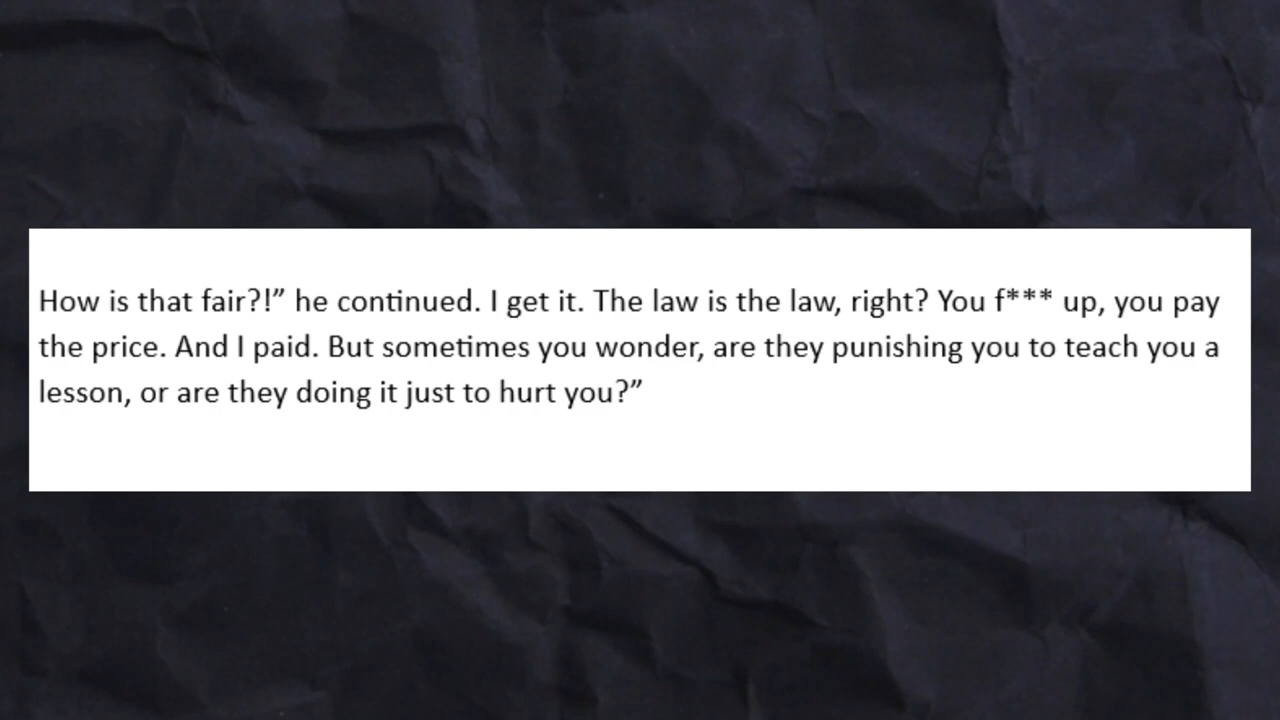 How is that fair?!” he continued. I get it. The law is the law, right? You f*** up, you pay
the price. And I paid. But sometimes you wonder, are they punishing you to teach you a
lesson, or are they doing it just to hurt you?”